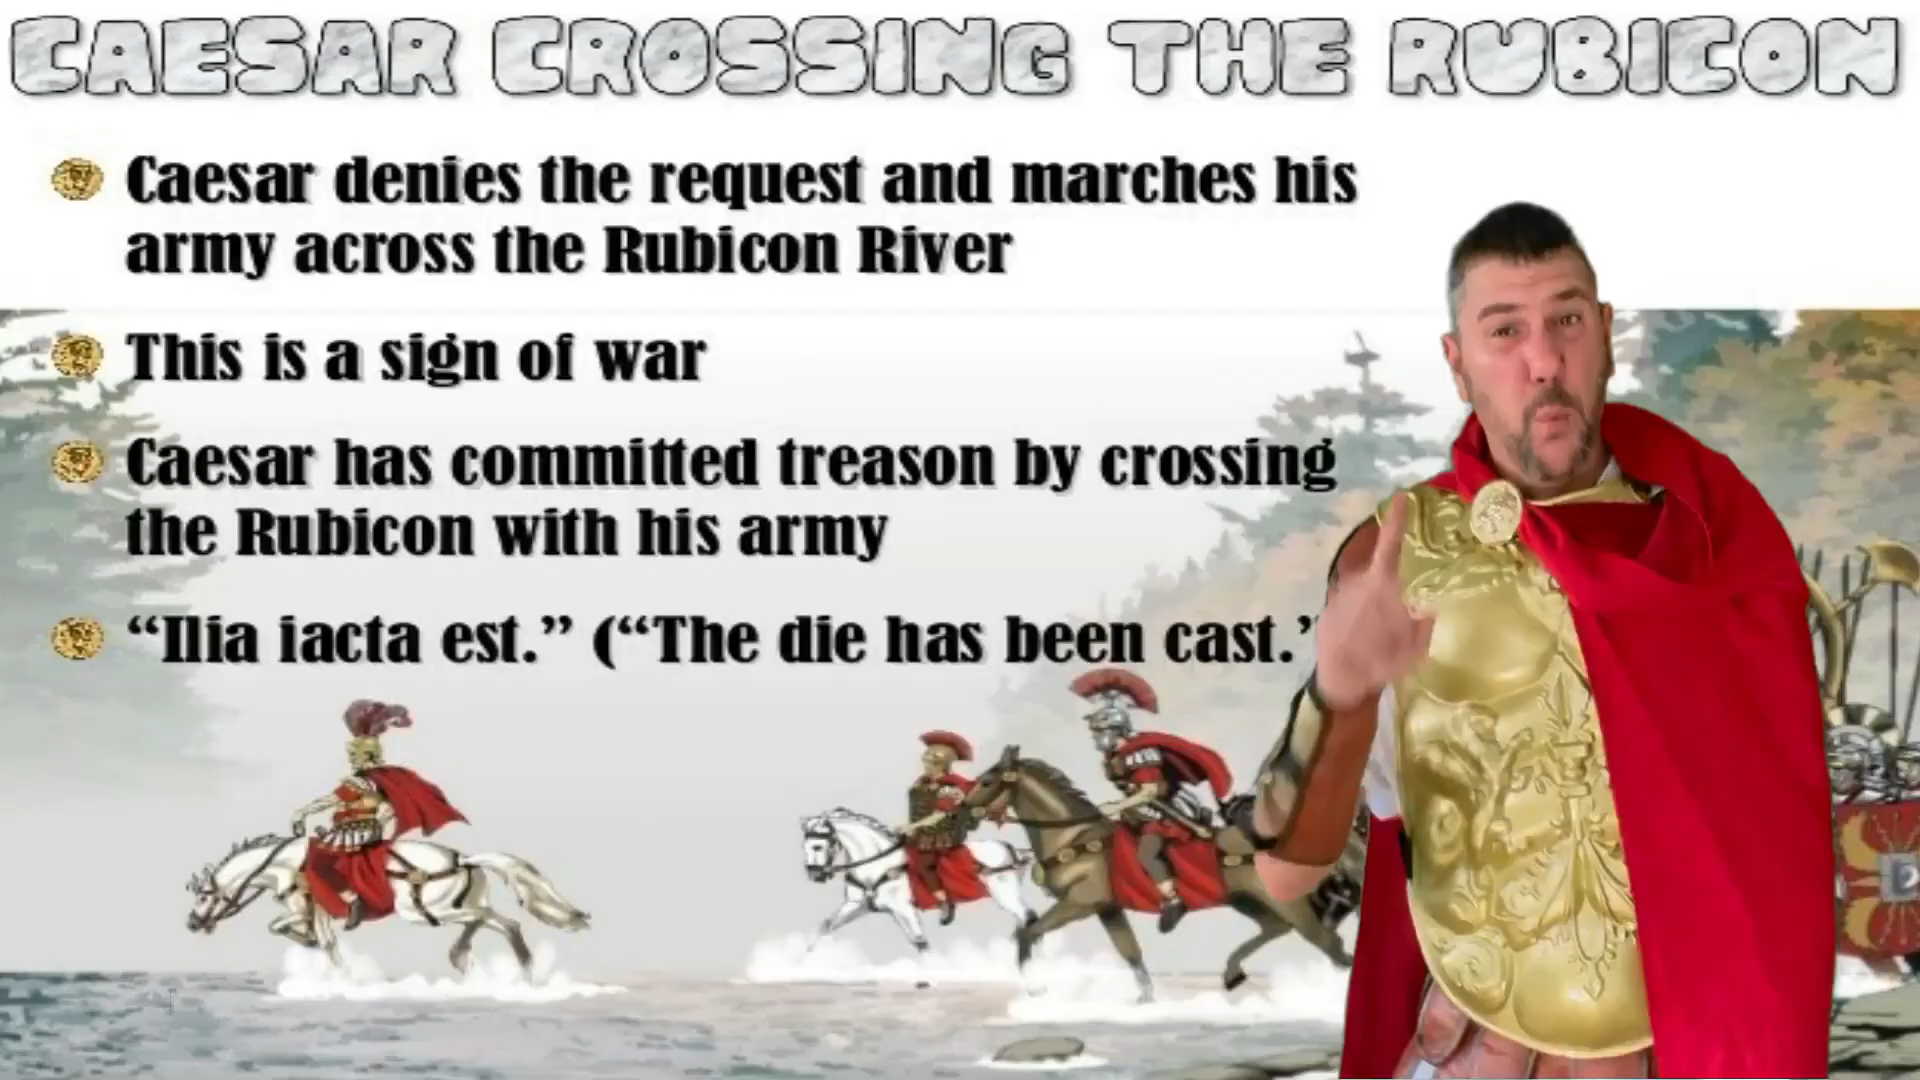 CAESAR CROSSING THE RUBICON
Caesar denies the request and marches his
army across the Rubicon River
This is a sign of war
Caesar has committed treason by crossing
the Rubicon with his army
“Ilia iacta est.” (“The die has been cast.”